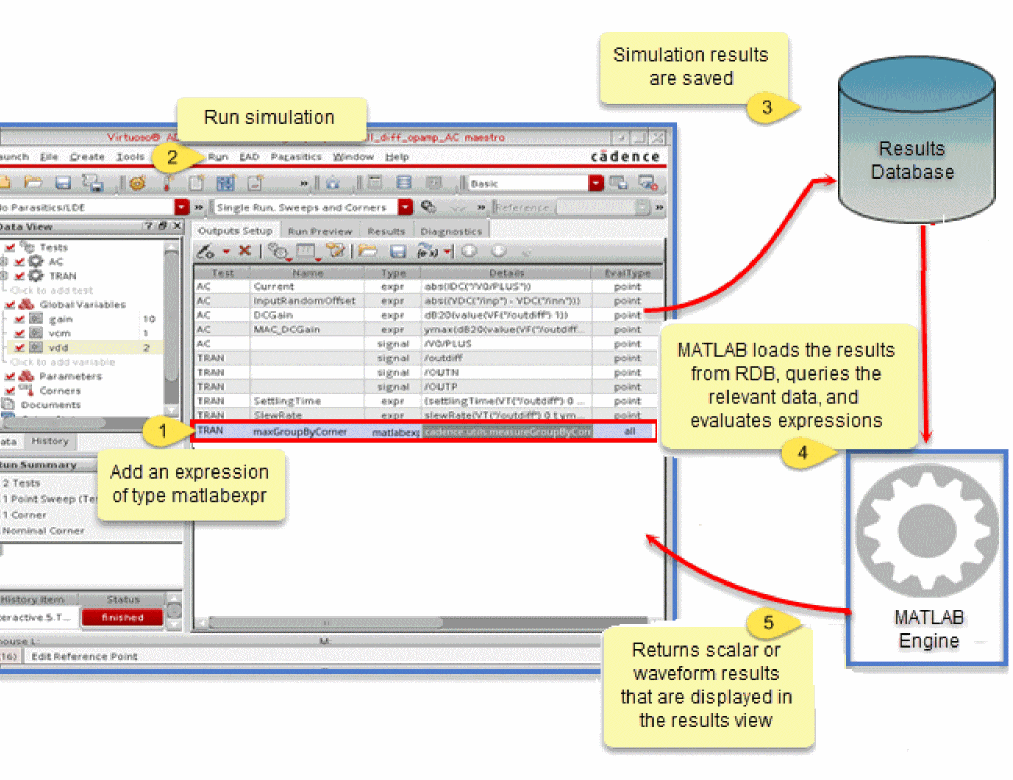 Simulation results
are saved
3
Run simulation
2
Results
Database
Virtuoso® AD
ll_diff_opamp_AC maestro
aunch File Create Tools
Run EAD Parasitics Window Help
cādence
»
Basic
lo Parasitics/LDE
»
Single Run, Sweeps and Corners
»
Reference:
»
Data View
Outputs Setup Run Preview Results Diagnostics
Tests
AC
TRAN
Click to add test
Global Variables
gain 10
vcm 1
vdd 2
Click to add variable
Parameters
Corners
Documents
Test Name Type Details EvalType
AC Current expr abs(IDC("/V0/PLUS")) point
AC InputRandomOffset expr abs((VDC("/inp") - VDC("/inn"))) point
AC DCGain expr dB20(value(VF("/outdiff") 1)) point
AC MAC_DCGain expr ymax(dB20(value(VF("/outdiff... point
AC signal /V0/PLUS point
TRAN signal /outdiff point
TRAN signal /OUTN point
TRAN signal /OUTP point
TRAN SettlingTime expr (settlingTime(VT("/outdiff") 0 ... point
TRAN SlewRate expr slewRate(VT("/outdiff") 0 t ym... point
TRAN maxGroupByCorner matlabexp cadence.utils.measureGroupByCorn all
1
Add an expression
of type matlabexpr
MATLAB loads the results
from RDB, queries the
relevant data, and
evaluates expressions
4
ata History
Run Summary
2 Tests
1 Point Sweep (Te
1 Corner
Nominal Corner
History Item Status
teractive.5.T... finished
mouse L: M:
(16) Edit Reference Point
MATLAB
Engine
5
Returns scalar or
waveform results
that are displayed in
the results view